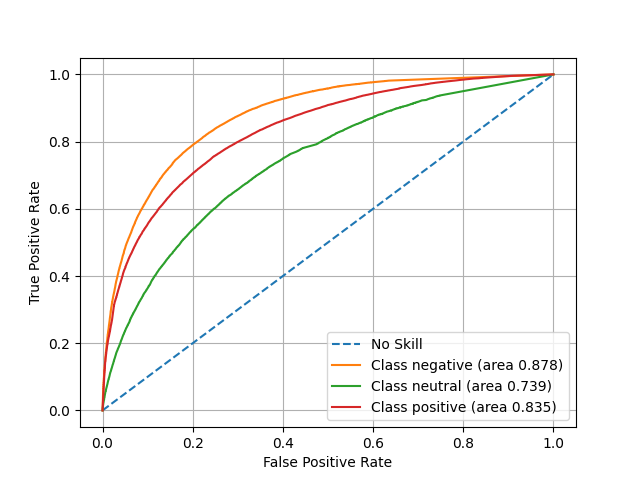 1.0
0.8
0.6
0.4
0.2
0.0
True Positive Rate
No Skill
Class negative (area 0.878)
Class neutral (area 0.739)
Class positive (area 0.835)
0.0 0.2 0.4 0.6 0.8 1.0
False Positive Rate